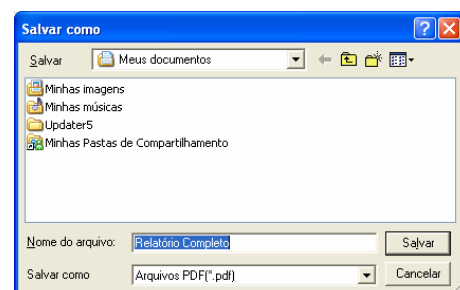 Salvar como
Salvar Meus documentos
Minhas imagens
Minhas músicas
Updater5
Minhas Pastas de Compartilhamento
Nome do arquivo: Relatório Completo Salvar
Salvar como Arquivos PDF(*.pdf) Cancelar